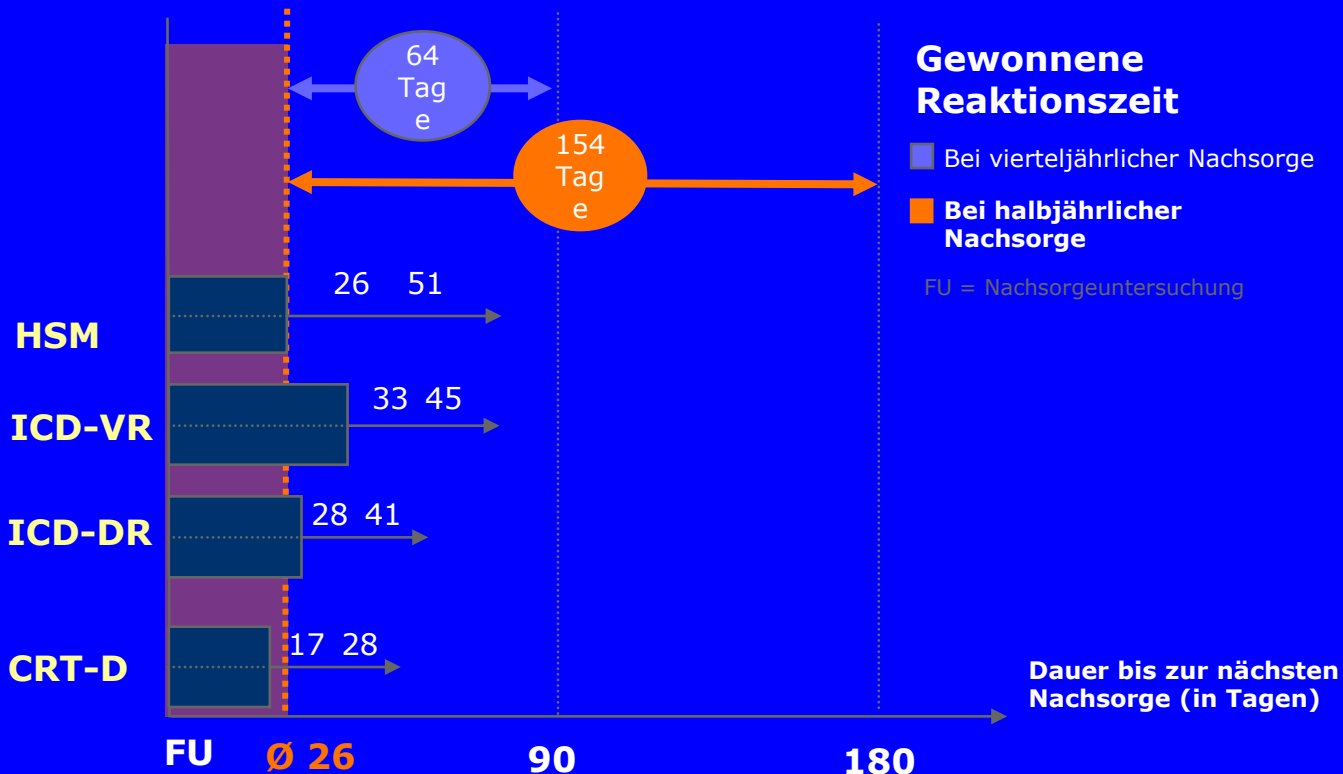 64
Tag
e
154
Tag
e
Gewonnene
Reaktionszeit
Bei vierteljährlicher Nachsorge
Bei halbjährlicher
Nachsorge
FU = Nachsorgeuntersuchung
HSM
26 51
ICD-VR
33 45
ICD-DR
28 41
CRT-D
17 28
Dauer bis zur nächsten
Nachsorge (in Tagen)
FU Ø 26 90 180